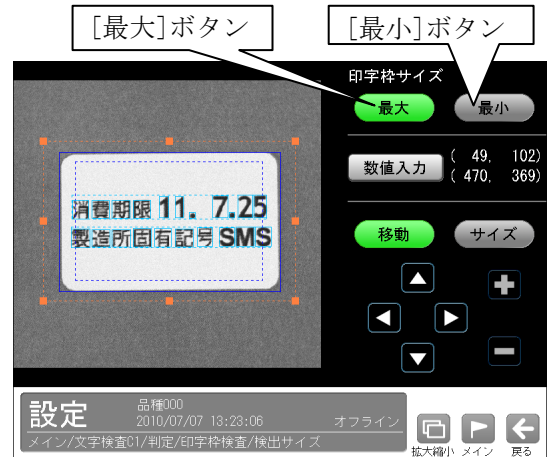 [最大]ボタン
[最小]ボタン
印字枠サイズ
最大
最小
数値入力
( 49, 102)
( 470, 369)
移動
サイズ
消費期限 11. 7.25
製造所固有記号 SMS
設定
品種000
2010/07/07 13:23:06
オフライン
メイン/文字検査C1/判定/印字枠検査/検出サイズ
拡大縮小
メイン
戻る